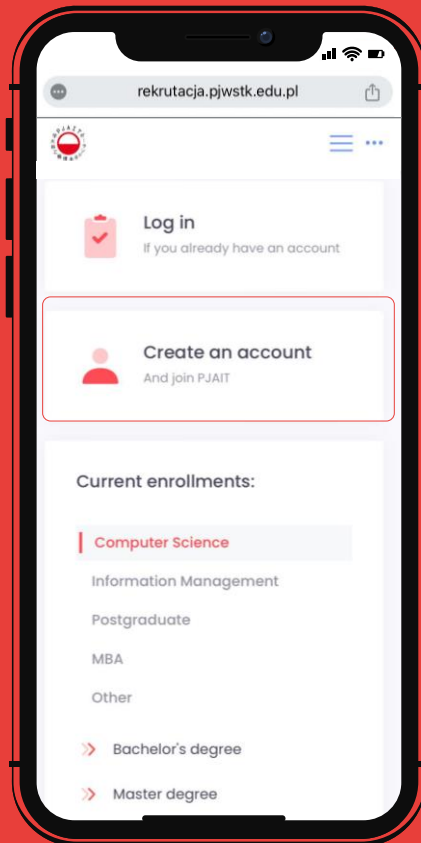 rekrutacja.pjwstk.edu.pl
Log in
If you already have an account
Create an account
And join PJAIT
Current enrollments:
Computer Science
Information Management
Postgraduate
MBA
Other
Bachelor's degree
Master degree